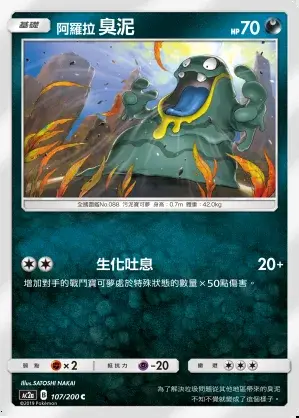 基礎 阿羅拉 臭泥 HP 70
全國圖鑑No.088 污泥寶可夢 身高:0.7m 體重:42.0kg
生化吐息 20+
增加對手的戰鬥寶可夢處於特殊狀態的數量×50點傷害。
弱點 ×2 抵抗力 -20 撤退
Illus.SATOSHI NAKAI
AC2a D 107/200 C
©2019 Pokémon
為了解決垃圾問題從其他地區帶來的臭泥
不知不覺就變成了這個樣子。